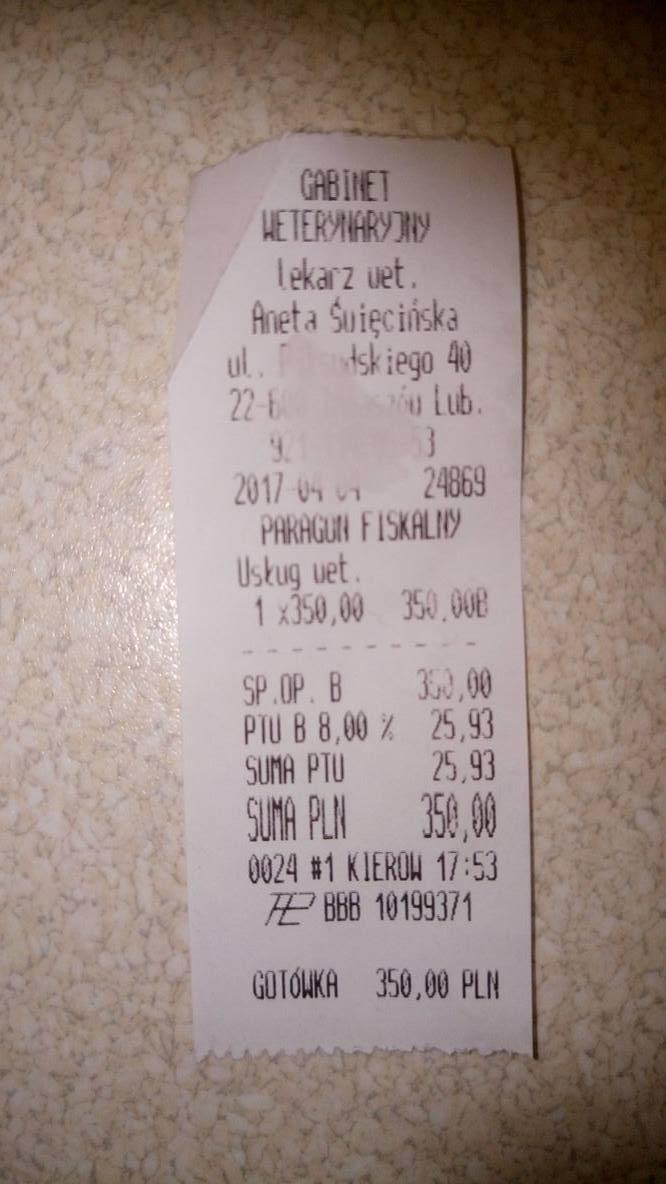 GABINET
WETERYNARYJNY
lekarz wet.
Aneta Święcińska
ul. 40
Lub.
2017-04-04 24869
PARAGON FISKALNY
Usług wet.
1 x350,00 350,00B
SP.OP. B 350,00
PTU B 8,00 % 25,93
SUMA PTU 25,93
SUMA PLN 350,00
0024 #1 KIEROW 17:53
BBB 10199371
GOTÓWKA 350,00 PLN